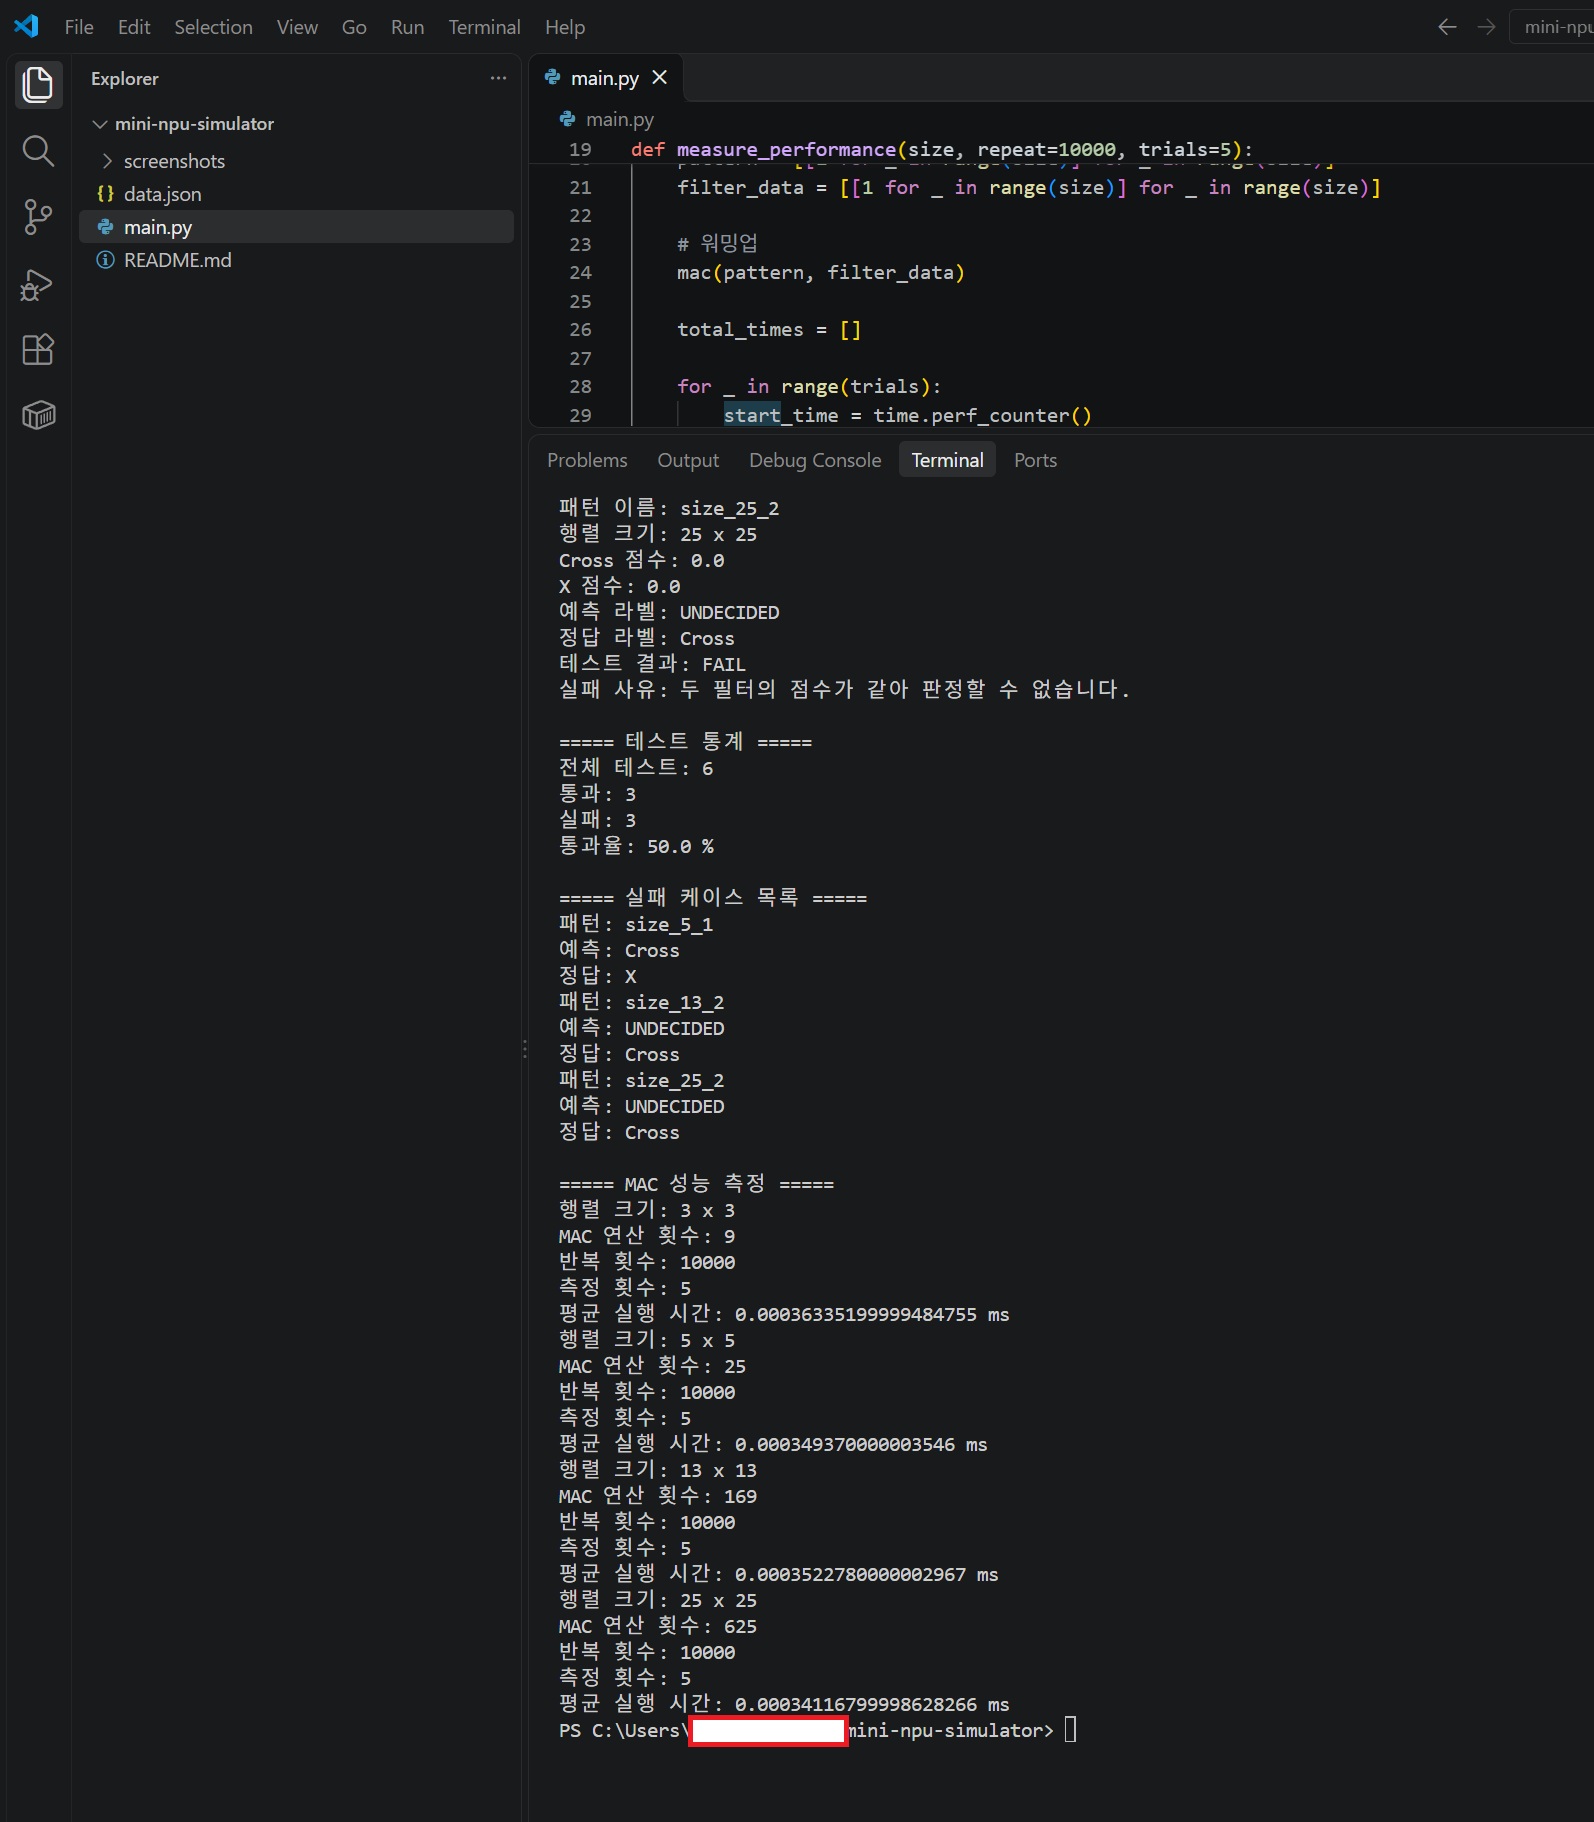 File Edit Selection View Go Run Terminal Help
mini-npu
Explorer
mini-npu-simulator
screenshots
data.json
main.py
README.md
main.py
main.py
19 def measure_performance(size, repeat=10000, trials=5):
21 filter_data = [[1 for _ in range(size)] for _ in range(size)]
22
23 # 워밍업
24 mac(pattern, filter_data)
25
26 total_times = []
27
28 for _ in range(trials):
29 start_time = time.perf_counter()
Problems Output Debug Console Terminal Ports
패턴 이름: size_25_2
행렬 크기: 25 x 25
Cross 점수: 0.0
X 점수: 0.0
예측 라벨: UNDECIDED
정답 라벨: Cross
테스트 결과: FAIL
실패 사유: 두 필터의 점수가 같아 판정할 수 없습니다.
===== 테스트 통계 =====
전체 테스트: 6
통과: 3
실패: 3
통과율: 50.0 %
===== 실패 케이스 목록 =====
패턴: size_5_1
예측: Cross
정답: X
패턴: size_13_2
예측: UNDECIDED
정답: Cross
패턴: size_25_2
예측: UNDECIDED
정답: Cross
===== MAC 성능 측정 =====
행렬 크기: 3 x 3
MAC 연산 횟수: 9
반복 횟수: 10000
측정 횟수: 5
평균 실행 시간: 0.00036335199999484755 ms
행렬 크기: 5 x 5
MAC 연산 횟수: 25
반복 횟수: 10000
측정 횟수: 5
평균 실행 시간: 0.000349370000003546 ms
행렬 크기: 13 x 13
MAC 연산 횟수: 169
반복 횟수: 10000
측정 횟수: 5
평균 실행 시간: 0.0003522780000002967 ms
행렬 크기: 25 x 25
MAC 연산 횟수: 625
반복 횟수: 10000
측정 횟수: 5
평균 실행 시간: 0.00034116799998628266 ms
PS C:\Users\ mini-npu-simulator>